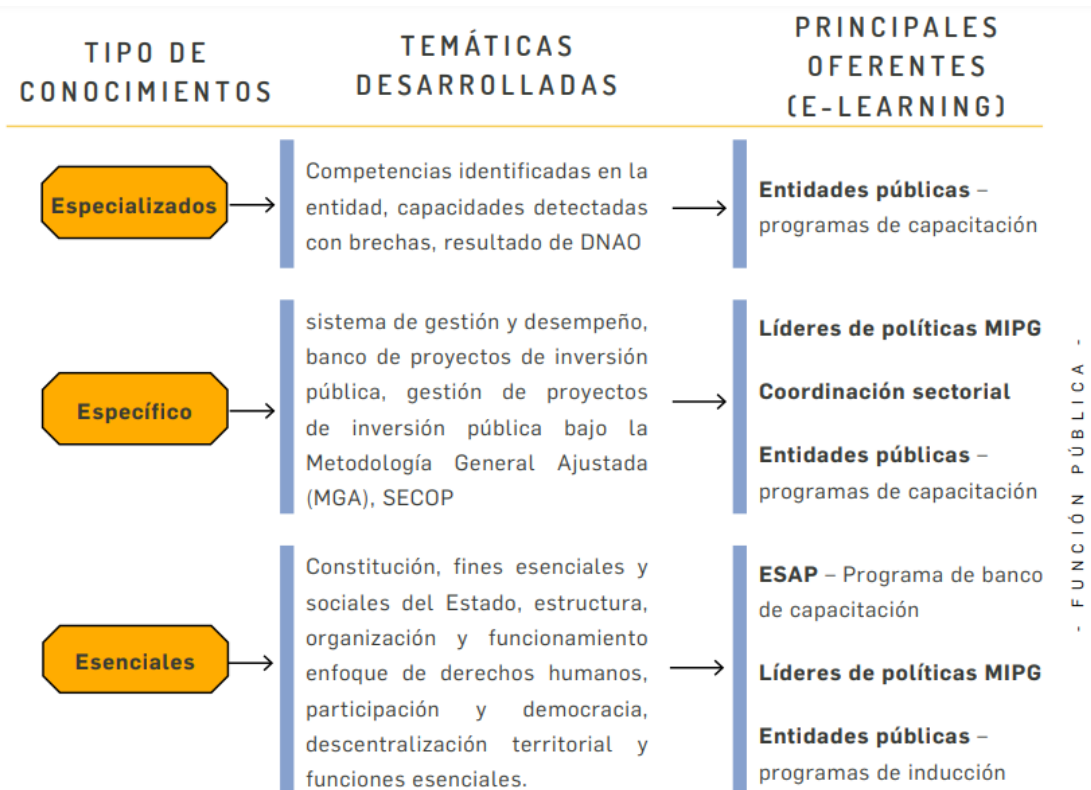 TIPO DE
CONOCIMIENTOS
TEMÁTICAS
DESARROLLADAS
PRINCIPALES
OFERENTES
(E-LEARNING)
Especializados
Competencias identificadas en la
entidad, capacidades detectadas
con brechas, resultado de DNAO
Entidades públicas –
programas de capacitación
Específico
sistema de gestión y desempeño,
banco de proyectos de inversión
pública, gestión de proyectos
de inversión pública bajo la
Metodología General Ajustada
(MGA), SECOP
Líderes de políticas MIPG
Coordinación sectorial
Entidades públicas –
programas de capacitación
Esenciales
Constitución, fines esenciales y
sociales del Estado, estructura,
organización y funcionamiento
enfoque de derechos humanos,
participación y democracia,
descentralización territorial y
funciones esenciales.
ESAP – Programa de banco
de capacitación
Líderes de políticas MIPG
Entidades públicas –
programas de inducción
- FUNCIÓN PÚBLICA -